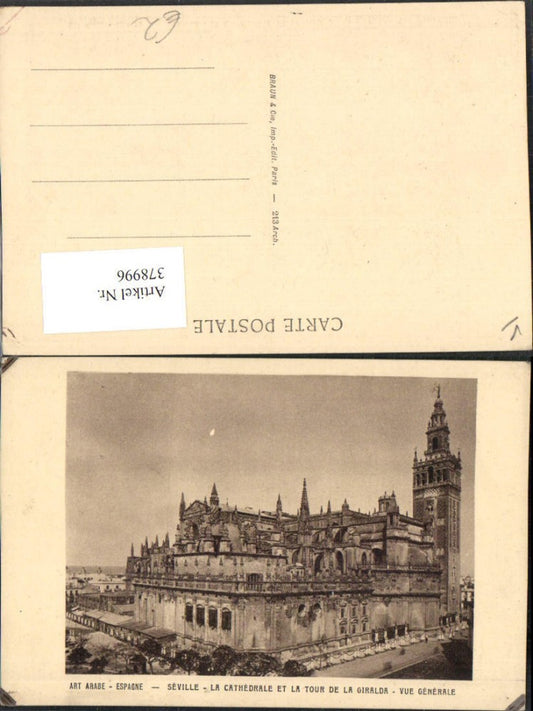 62
BRAUN & Cie, Imp.-Edit. Paris — 213 Arch.
Artikel Nr.
378996
CARTE POSTALE
ART ARABE - ESPAGNE — SÉVILLE - LA CATHÉDRALE ET LA TOUR DE LA GIRALDA - VUE GÉNÉRALE